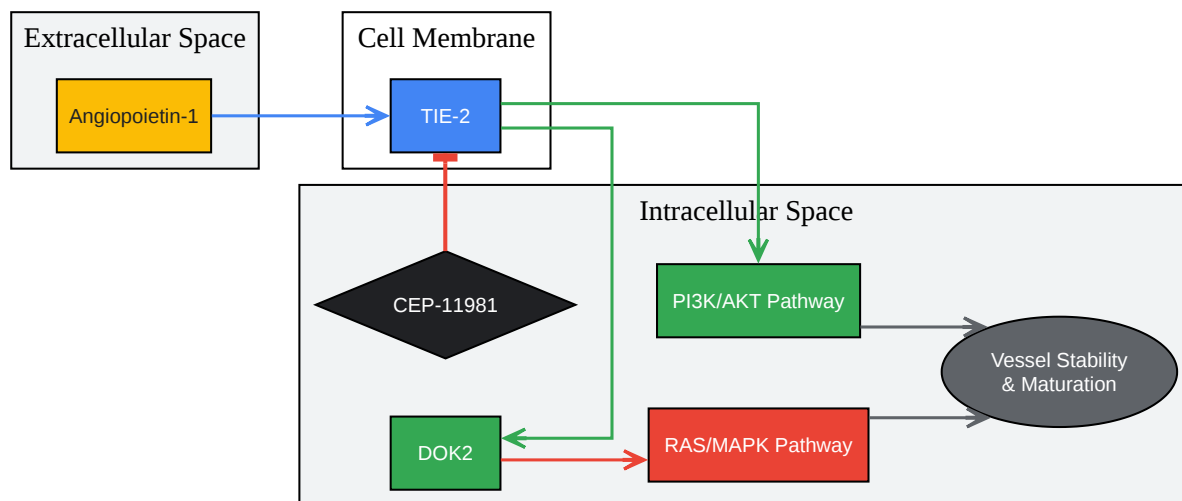 Extracellular Space
Cell Membrane
Angiopoietin-1
TIE-2
Intracellular Space
CEP-11981
PI3K/AKT Pathway
Vessel Stability
& Maturation
DOK2
RAS/MAPK Pathway